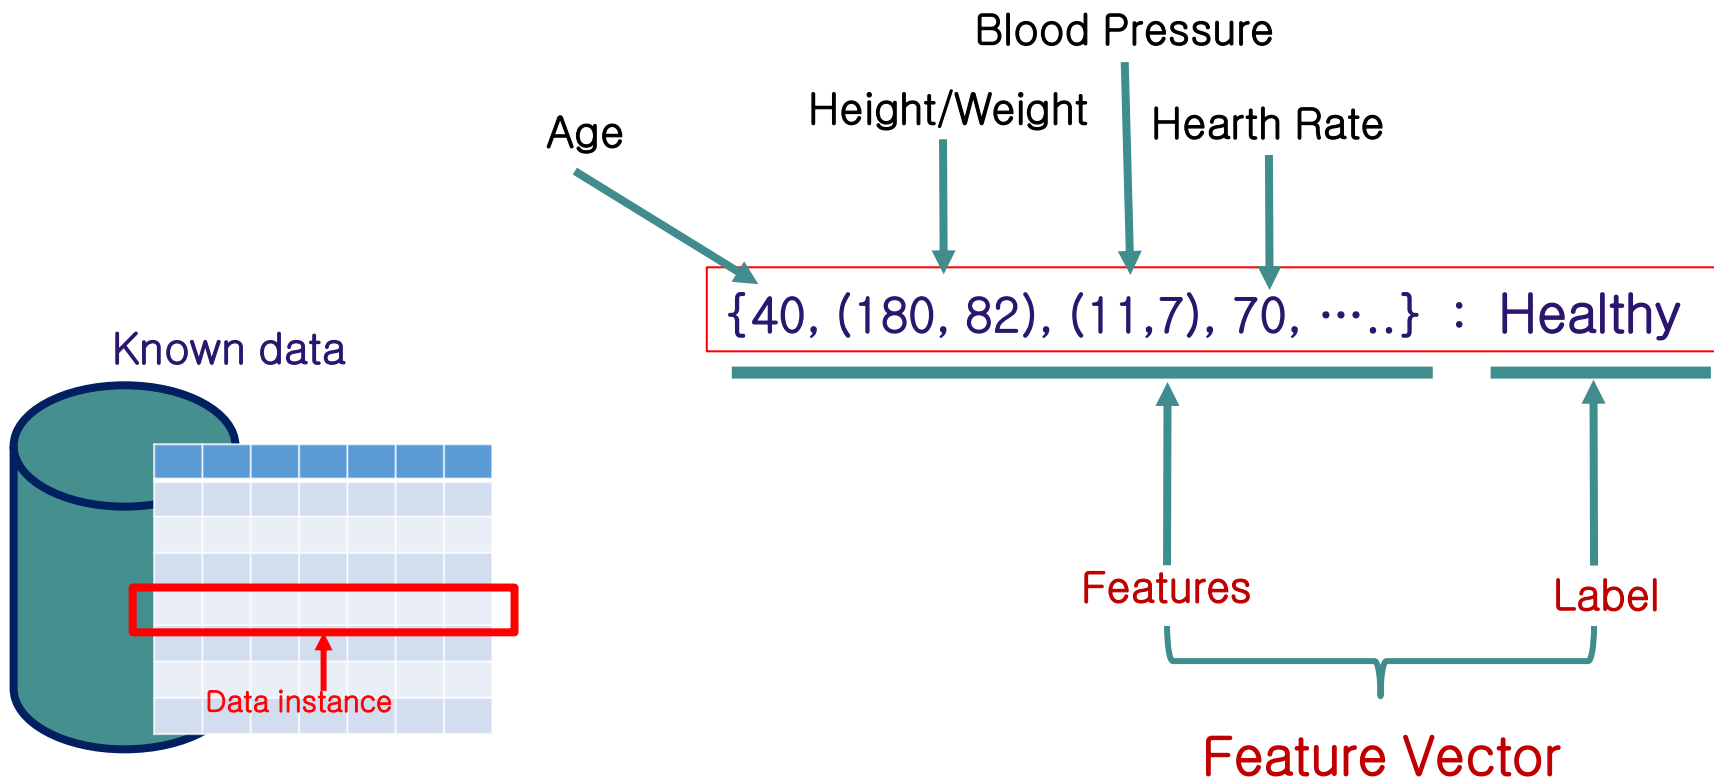 Blood Pressure
Height/Weight
Hearth Rate
Age
{40, (180, 82), (11,7), 70, …..} : Healthy
Known data
Features
Label
Data instance
Feature Vector